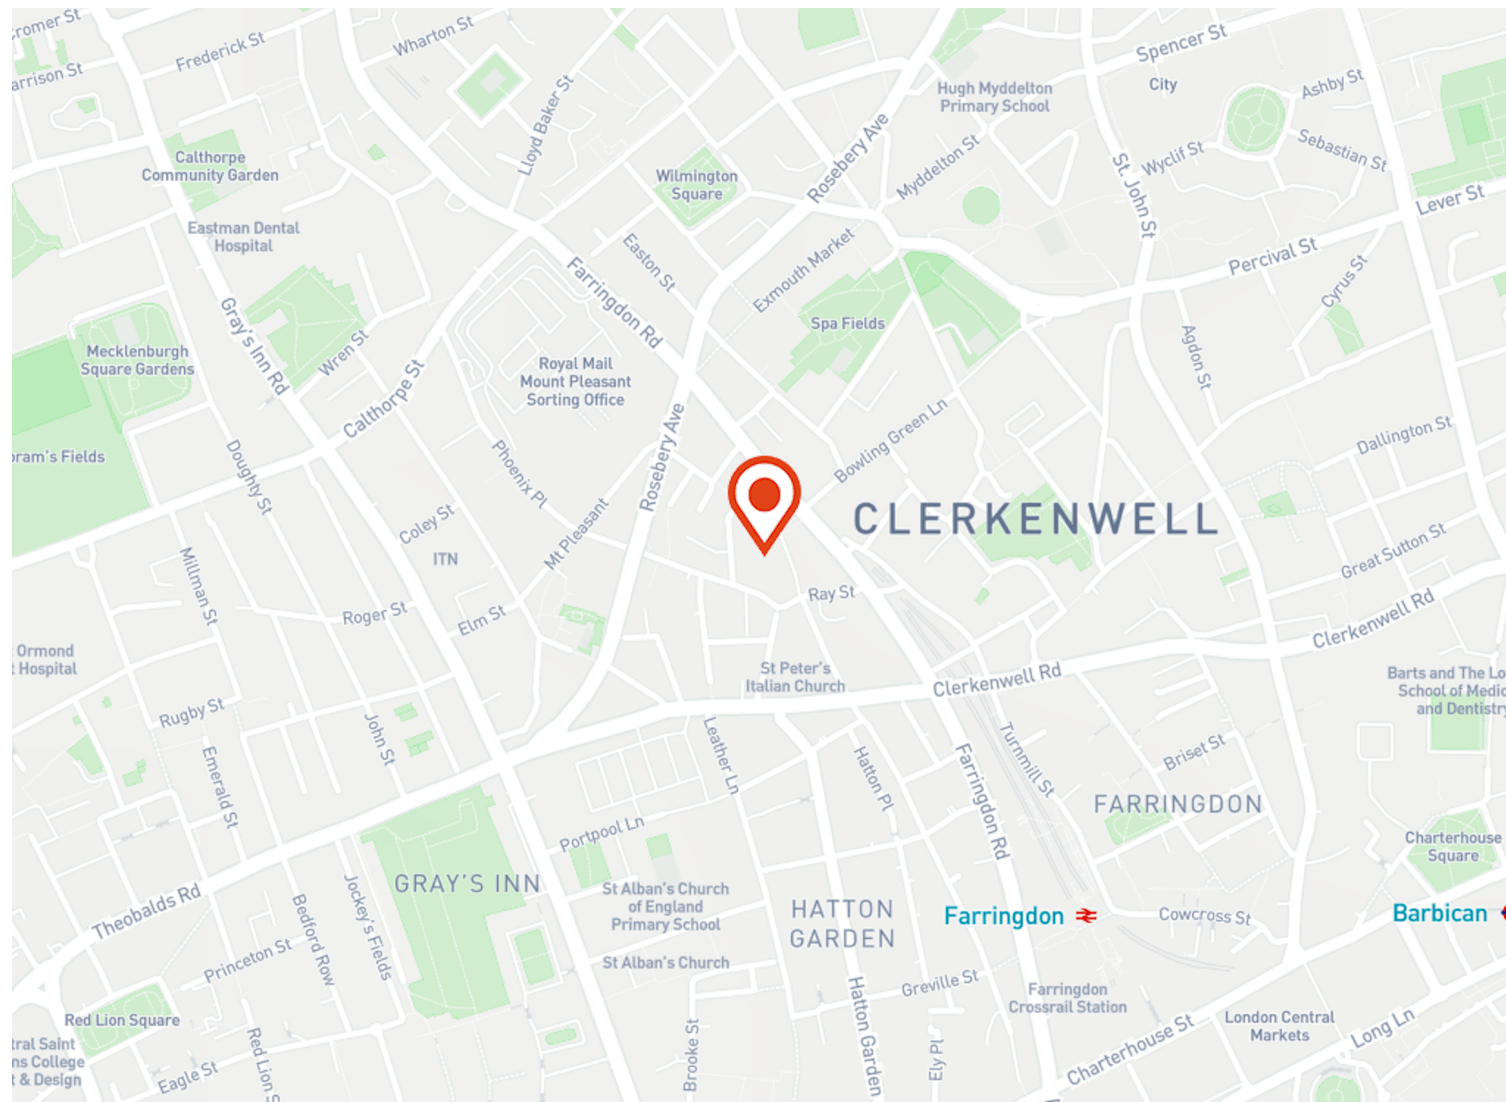 romer St
Frederick St
Wharton St
Spencer St
arrison St
City
Ashby St
Hugh Myddelton
Primary School
Lloyd Baker St
Rosebery Ave
Myddelton St
Wyclif St
Sebastian St
Calthorpe
Community Garden
Wilmington
Square
St. John St
Lever St
Eastman Dental
Hospital
Easton St
Exmouth Market
Percival St
Cyrus St
Farringdon Rd
Gray's Inn Rd
Spa Fields
Agdon St
Mecklenburgh
Square Gardens
Wren St
Calthorpe St
Royal Mail
Mount Pleasant
Sorting Office
Rosebery Ave
Bowling Green Ln
Dallington St
oram's Fields
Doughty St
Phoenix Pl
Coley St
Mt Pleasant
CLERKENWELL
ITN
Great Sutton St
Millman St
Roger St
Elm St
Ray St
Clerkenwell Rd
Ormond
t Hospital
St Peter's
Italian Church
Clerkenwell Rd
Barts and The Lo
School of Medic
and Dentistry
Rugby St
John St
Emerald St
Leather Ln
Hatton Pl
Farringdon Rd
Turnmill St
Briset St
FARRINGDON
Portpool Ln
Charterhouse
Square
GRAY'S INN
Theobalds Rd
Jockey's Fields
Bedford Row
St Alban's Church
of England
Primary School
HATTON
GARDEN
Farringdon
Cowcross St
Barbican
Princeton St
St Alban's Church
Greville St
Hatton Garden
Farringdon
Crossrail Station
Red Lion Square
London Central
Markets
Long Ln
tral Saint
ns College
t & Design
Eagle St
Red Lion S
Brooke St
Ely Pl
Charterhouse St